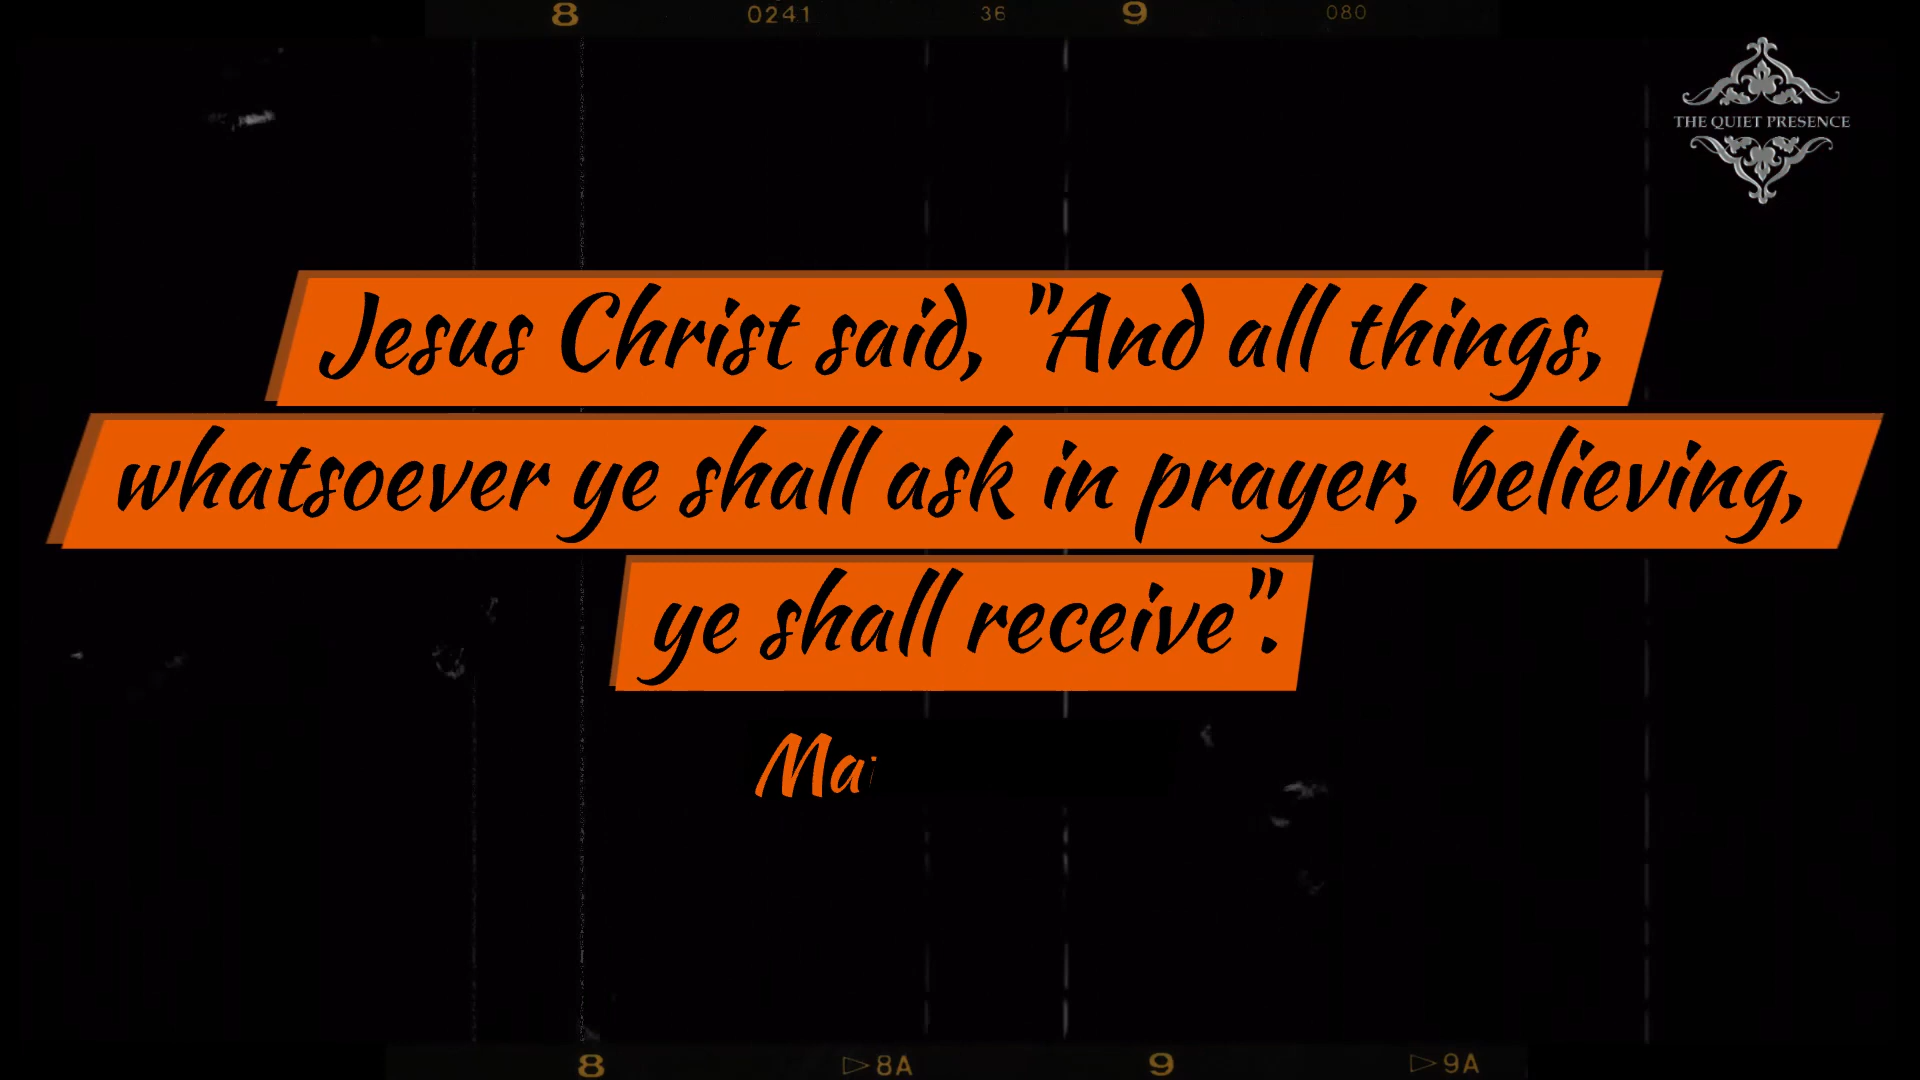 8 0241 36 9 080
THE QUIET PRESENCE
Jesus Christ said, "And all things,
whatsoever ye shall ask in prayer, believing,
ye shall receive".
Ma
8 ▷8A 9 ▷9A